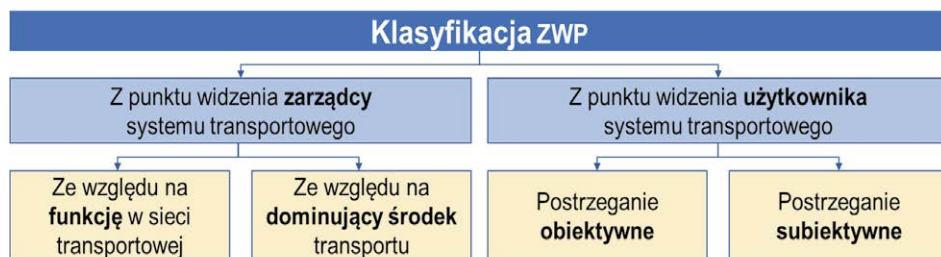 Klasyfikacja ZWP
Z punktu widzenia zarządcy
systemu transportowego
Z punktu widzenia użytkownika
systemu transportowego
Ze względu na
funkcję w sieci
transportowej
Ze względu na
dominujący środek
transportu
Postrzeganie
obiektywne
Postrzeganie
subiektywne